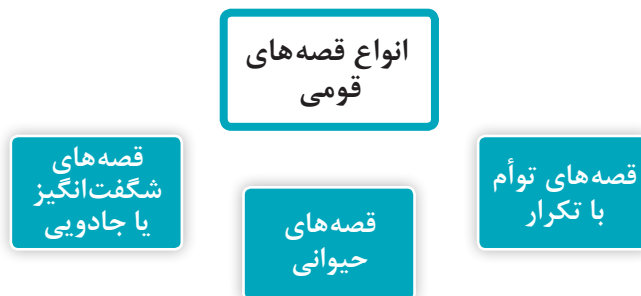 انواع قصه‌های
قومی
قصه‌های توأم
با تکرار
قصه‌های
حیوانی
قصه‌های
شگفت‌انگیز
یا جادویی